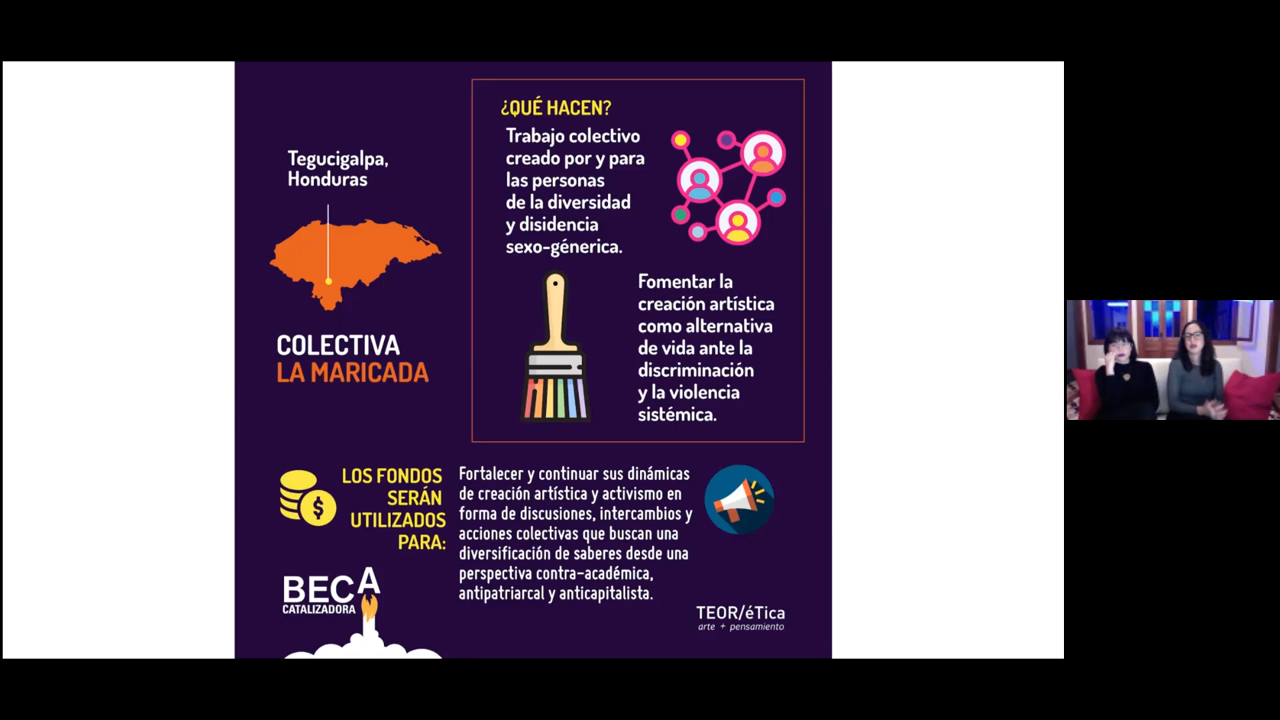 Tegucigalpa,
Honduras
COLECTIVA
LA MARICADA
¿QUÉ HACEN?
Trabajo colectivo
creado por y para
las personas
de la diversidad
y disidencia
sexo-génerica.
Fomentar la
creación artística
como alternativa
de vida ante la
discriminación
y la violencia
sistémica.
LOS FONDOS
SERÁN
UTILIZADOS
PARA:
Fortalecer y continuar sus dinámicas
de creación artística y activismo en
forma de discusiones, intercambios y
acciones colectivas que buscan una
diversificación de saberes desde una
perspectiva contra-académica,
antipatriarcal y anticapitalista.
$
BECA
CATALIZADORA
TEOR/éTica
arte + pensamiento